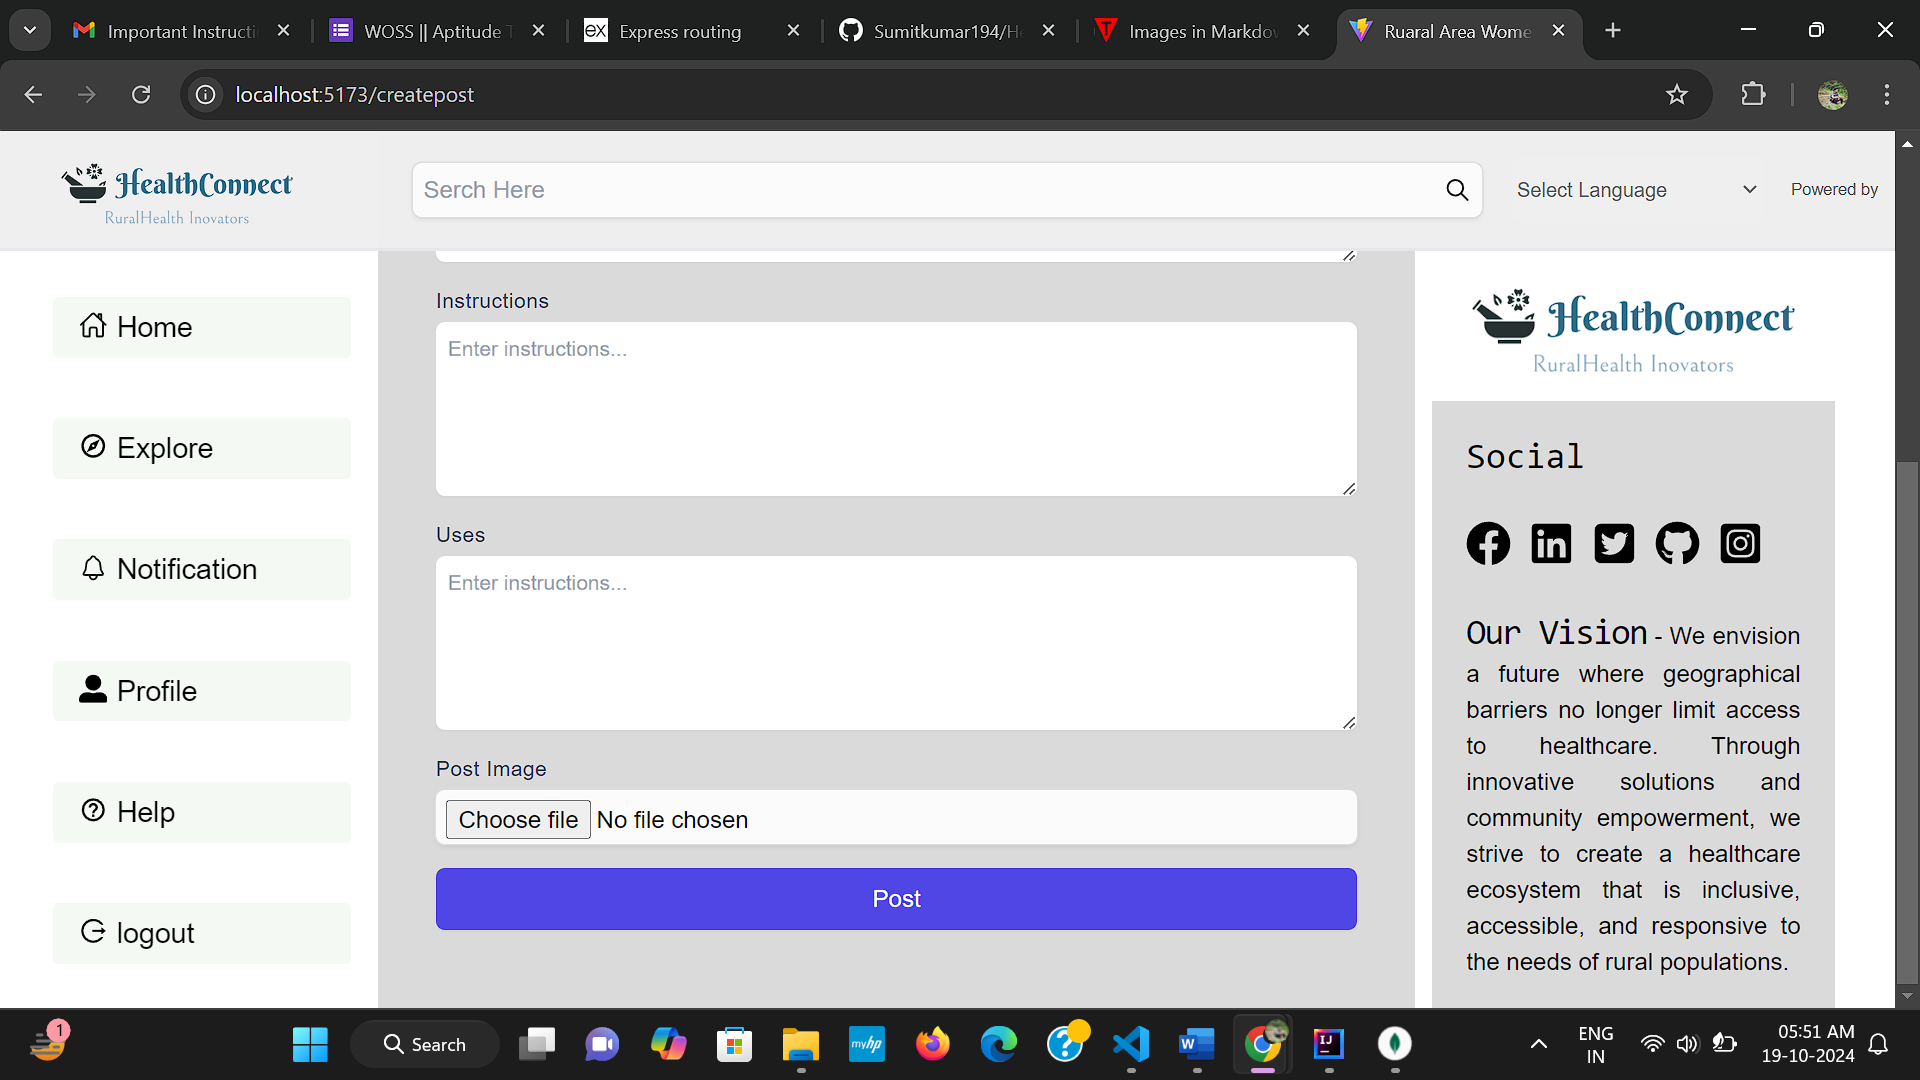 Important Instructi
WOSS || Aptitude T
Express routing
Sumitkumar194/He
Images in Markdow
Ruaral Area Wome
localhost:5173/createpost
HealthConnect
RuralHealth Inovators
Serch Here
Select Language
Powered by
Home
Explore
Notification
Profile
Help
logout
Instructions
Enter instructions...
Uses
Enter instructions...
Post Image
Choose file No file chosen
Post
HealthConnect
RuralHealth Inovators
Social
Our Vision - We envision
a future where geographical
barriers no longer limit access
to healthcare. Through
innovative solutions and
community empowerment, we
strive to create a healthcare
ecosystem that is inclusive,
accessible, and responsive to
the needs of rural populations.
1
Search
myhp
ENG
IN
05:51 AM
19-10-2024